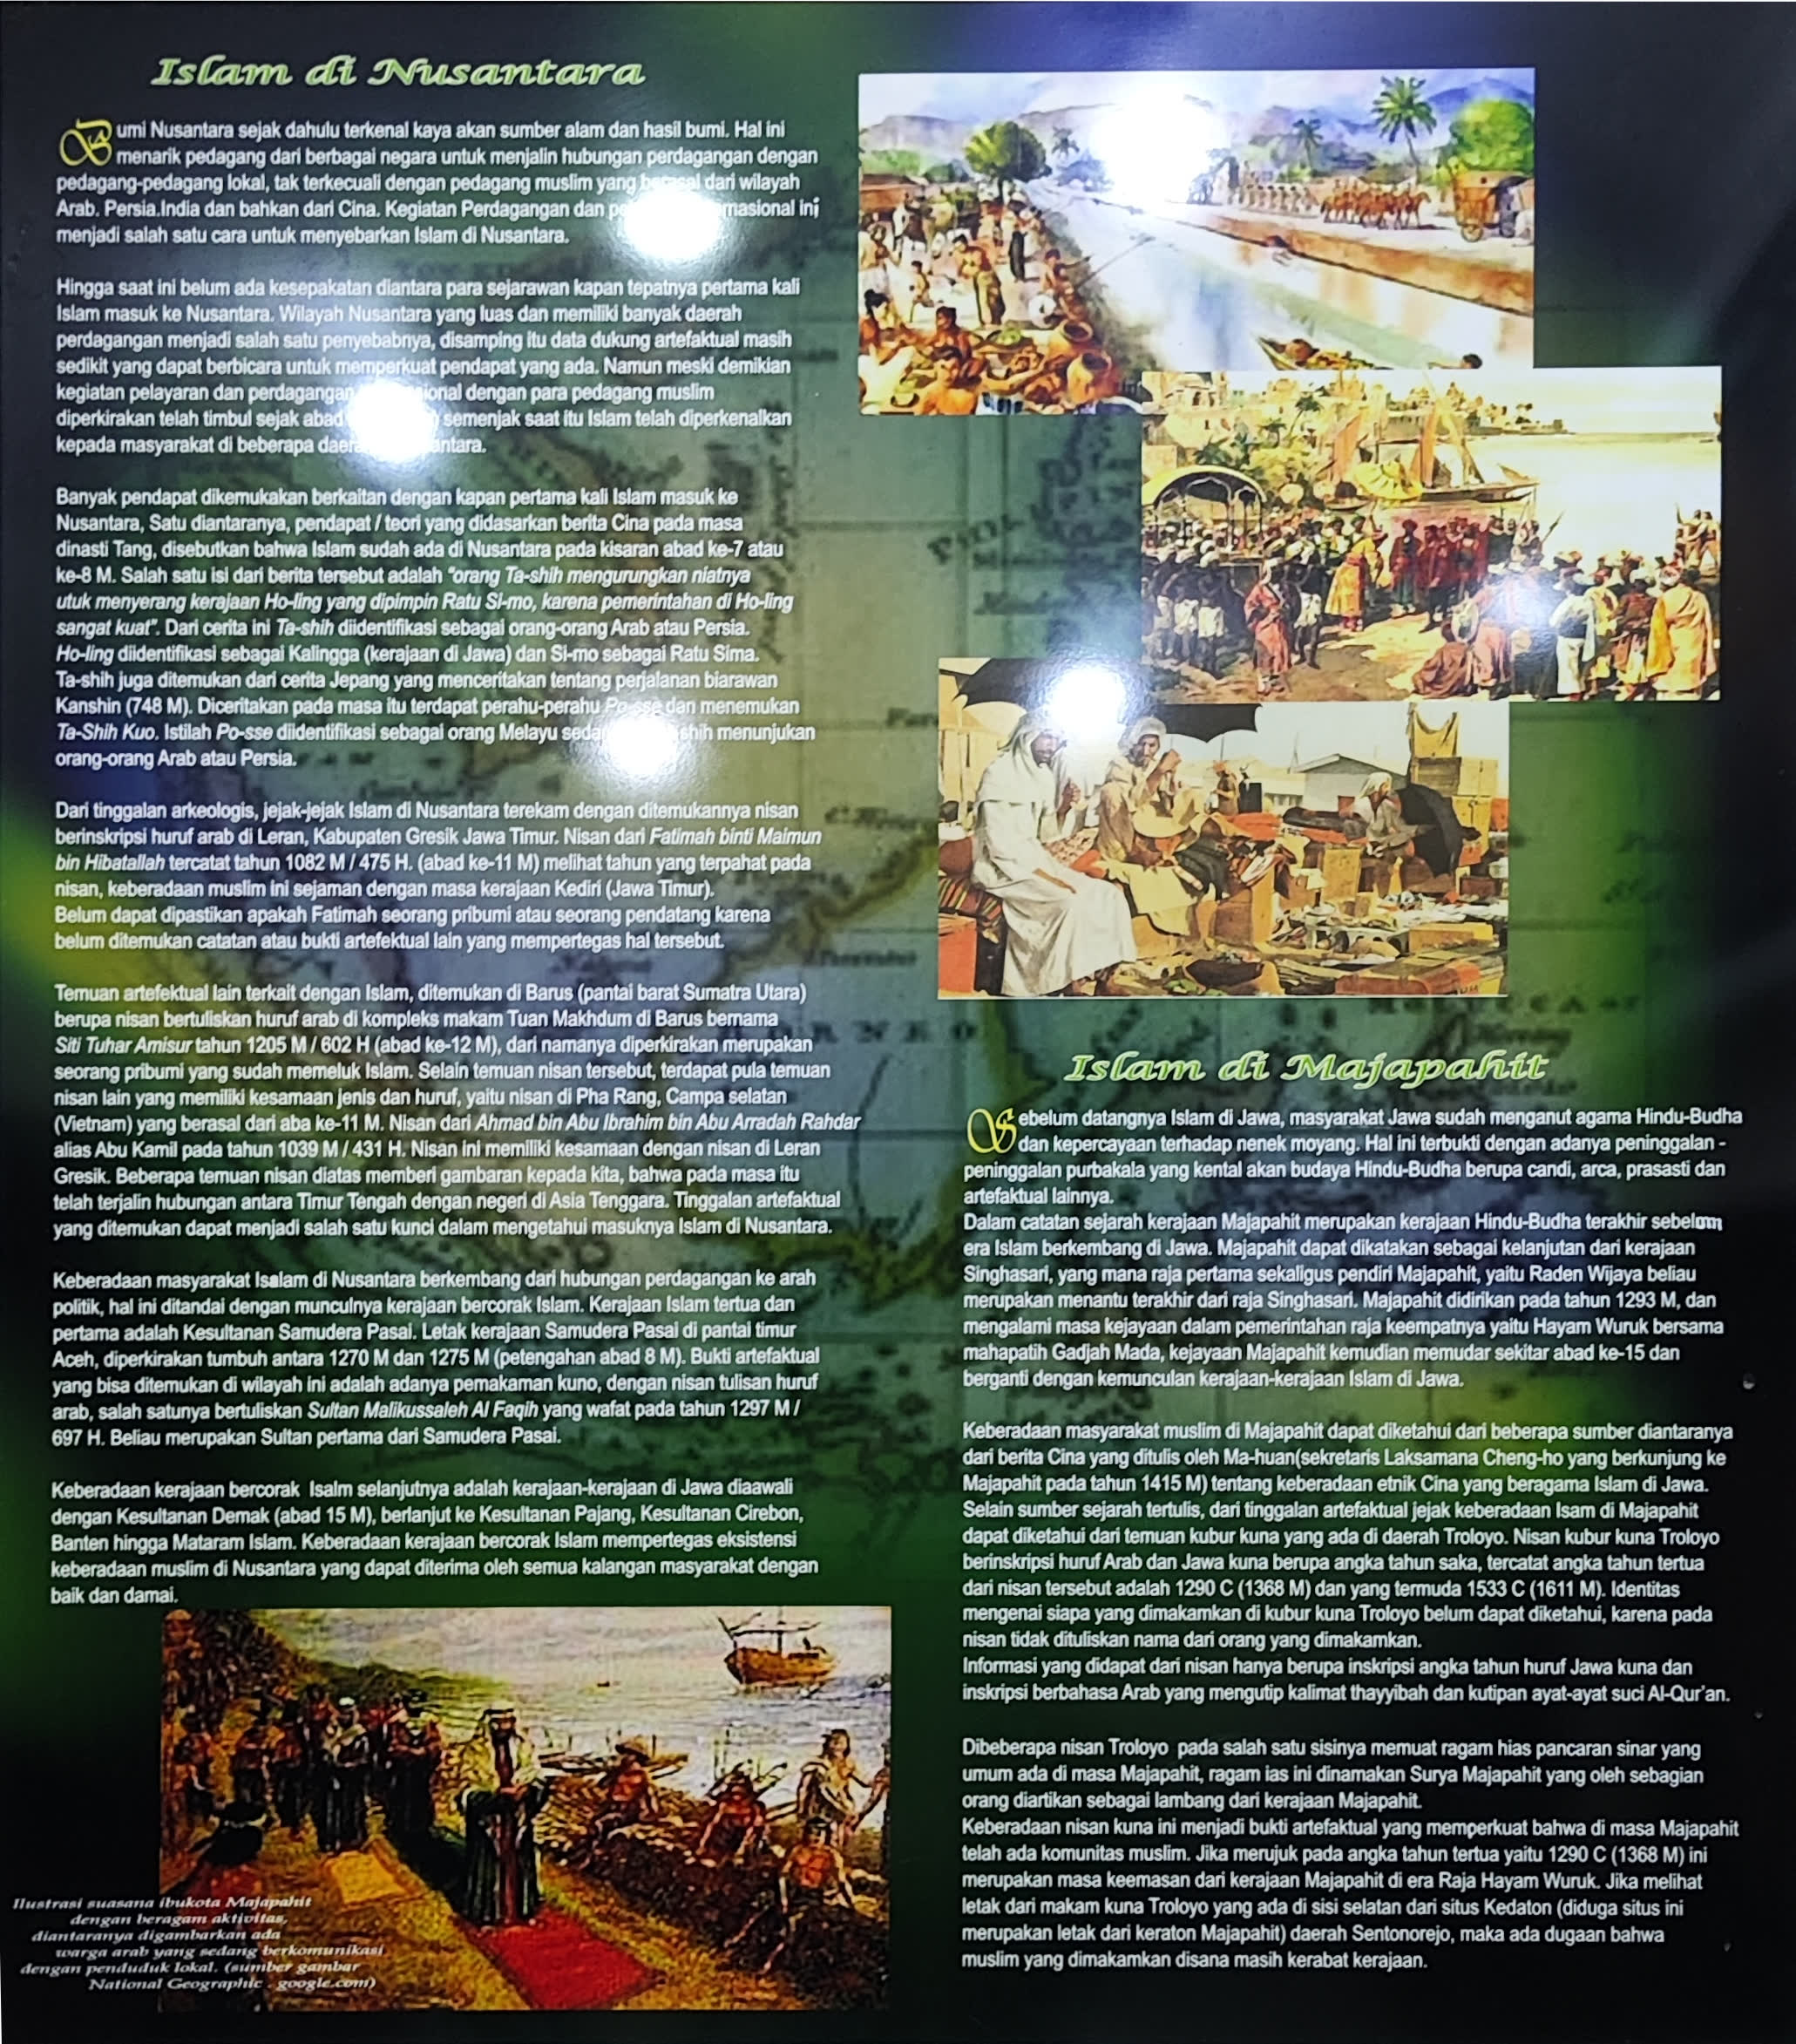 Islam di Nusantara
Bumi Nusantara sejak dahulu terkenal kaya akan sumber alam dan hasil bumi. Hal ini
menarik pedagang dari berbagai negara untuk menjalin hubungan perdagangan dengan
pedagang-pedagang lokal, tak terkecuali dengan pedagang muslim yang berasal dari wilayah
Arab. Persia.India dan bahkan dari Cina. Kegiatan Perdagangan dan ini
menjadi salah satu cara untuk menyebarkan Islam di Nusantara.
Hingga saat ini belum ada kesepakatan diantara para sejarawan kapan tepatnya pertama kali
Islam masuk ke Nusantara. Wilayah Nusantara yang luas dan memiliki banyak daerah
perdagangan menjadi salah satu penyebabnya, disamping itu data dukung artefaktual masih
sedikit yang dapat berbicara untuk memperkuat pendapat yang ada. Namun meski demikian
kegiatan pelayaran dan perdagangan dengan para pedagang muslim
diperkirakan telah timbul sejak abad semenjak saat itu Islam telah diperkenalkan
kepada masyarakat di beberapa
Banyak pendapat dikemukakan berkaitan dengan kapan pertama kali Islam masuk ke
Nusantara, Satu diantaranya, pendapat / teori yang didasarkan berita Cina pada masa
dinasti Tang, disebutkan bahwa Islam sudah ada di Nusantara pada kisaran abad ke-7 atau
ke-8 M. Salah satu isi dari berita tersebut adalah "orang Ta-shih mengurungkan niatnya
utuk menyerang kerajaan Ho-ling yang dipimpin Ratu Si-mo, karena pemerintahan di Ho-ling
sangat kuat". Dari cerita ini Ta-shih diidentifikasi sebagai orang-orang Arab atau Persia.
Ho-ling diidentifikasi sebagai Kalingga (kerajaan di Jawa) dan Si-mo sebagai Ratu Sima.
Ta-shih juga ditemukan dari cerita Jepang yang menceritakan tentang perjalanan biarawan
Kanshin (748 M). Diceritakan pada masa itu terdapat perahu-perahu Po-sse dan menemukan
Ta-Shih Kuo. Istilah Po-sse diidentifikasi sebagai orang Melayu menunjukan
orang-orang Arab atau Persia.
Dari tinggalan arkeologis, jejak-jejak Islam di Nusantara terekam dengan ditemukannya nisan
berinskripsi huruf arab di Leran, Kabupaten Gresik Jawa Timur. Nisan dari Fatimah binti Maimun
bin Hibatallah tercatat tahun 1082 M / 475 H. (abad ke-11 M) melihat tahun yang terpahat pada
nisan, keberadaan muslim ini sejaman dengan masa kerajaan Kediri (Jawa Timur).
Belum dapat dipastikan apakah Fatimah seorang pribumi atau seorang pendatang karena
belum ditemukan catatan atau bukti artefektual lain yang mempertegas hal tersebut.
Temuan artefektual lain terkait dengan Islam, ditemukan di Barus (pantai barat Sumatra Utara)
berupa nisan bertuliskan huruf arab di kompleks makam Tuan Makhdum di Barus bernama
Siti Tuhar Amisur tahun 1205 M / 602 H (abad ke-12 M), dari namanya diperkirakan merupakan
seorang pribumi yang sudah memeluk Islam. Selain temuan nisan tersebut, terdapat pula temuan
nisan lain yang memiliki kesamaan jenis dan huruf, yaitu nisan di Pha Rang, Campa selatan
(Vietnam) yang berasal dari aba ke-11 M. Nisan dari Ahmad bin Abu Ibrahim bin Abu Arradah Rahdar
alias Abu Kamil pada tahun 1039 M / 431 H. Nisan ini memiliki kesamaan dengan nisan di Leran
Gresik. Beberapa temuan nisan diatas memberi gambaran kepada kita, bahwa pada masa itu
telah terjalin hubungan antara Timur Tengah dengan negeri di Asia Tenggara. Tinggalan artefaktual
yang ditemukan dapat menjadi salah satu kunci dalam mengetahui masuknya Islam di Nusantara.
Keberadaan masyarakat Isalam di Nusantara berkembang dari hubungan perdagangan ke arah
politik, hal ini ditandai dengan munculnya kerajaan bercorak Islam. Kerajaan Islam tertua dan
pertama adalah Kesultanan Samudera Pasai. Letak kerajaan Samudera Pasai di pantai timur
Aceh, diperkirakan tumbuh antara 1270 M dan 1275 M (petengahan abad 8 M). Bukti artefaktual
yang bisa ditemukan di wilayah ini adalah adanya pemakaman kuno, dengan nisan tulisan huruf
arab, salah satunya bertuliskan Sultan Malikussaleh Al Faqih yang wafat pada tahun 1297 M /
697 H. Beliau merupakan Sultan pertama dari Samudera Pasai.
Keberadaan kerajaan bercorak Isalm selanjutnya adalah kerajaan-kerajaan di Jawa diaawali
dengan Kesultanan Demak (abad 15 M), berlanjut ke Kesultanan Pajang, Kesultanan Cirebon,
Banten hingga Mataram Islam. Keberadaan kerajaan bercorak Islam mempertegas eksistensi
keberadaan muslim di Nusantara yang dapat diterima oleh semua kalangan masyarakat dengan
baik dan damai.
Ilustrasi suasana ibukota Majapahit
dengan beragam aktivitas,
diantaranya digambarkan ada
warga arab yang sedang berkomunikasi
dengan penduduk lokal. (sumber gambar
National Geographic . google.com)
Islam di Majapahit
Sebelum datangnya Islam di Jawa, masyarakat Jawa sudah menganut agama Hindu-Budha
dan kepercayaan terhadap nenek moyang. Hal ini terbukti dengan adanya peninggalan -
peninggalan purbakala yang kental akan budaya Hindu-Budha berupa candi, arca, prasasti dan
artefaktual lainnya.
Dalam catatan sejarah kerajaan Majapahit merupakan kerajaan Hindu-Budha terakhir sebelum
era Islam berkembang di Jawa. Majapahit dapat dikatakan sebagai kelanjutan dari kerajaan
Singhasari, yang mana raja pertama sekaligus pendiri Majapahit, yaitu Raden Wijaya beliau
merupakan menantu terakhir dari raja Singhasari. Majapahit didirikan pada tahun 1293 M, dan
mengalami masa kejayaan dalam pemerintahan raja keempatnya yaitu Hayam Wuruk bersama
mahapatih Gadjah Mada, kejayaan Majapahit kemudian memudar sekitar abad ke-15 dan
berganti dengan kemunculan kerajaan-kerajaan Islam di Jawa.
Keberadaan masyarakat muslim di Majapahit dapat diketahui dari beberapa sumber diantaranya
dari berita Cina yang ditulis oleh Ma-huan(sekretaris Laksamana Cheng-ho yang berkunjung ke
Majapahit pada tahun 1415 M) tentang keberadaan etnik Cina yang beragama Islam di Jawa.
Selain sumber sejarah tertulis, dari tinggalan artefaktual jejak keberadaan Isam di Majapahit
dapat diketahui dari temuan kubur kuna yang ada di daerah Troloyo. Nisan kubur kuna Troloyo
berinskripsi huruf Arab dan Jawa kuna berupa angka tahun saka, tercatat angka tahun tertua
dari nisan tersebut adalah 1290 C (1368 M) dan yang termuda 1533 C (1611 M). Identitas
mengenai siapa yang dimakamkan di kubur kuna Troloyo belum dapat diketahui, karena pada
nisan tidak dituliskan nama dari orang yang dimakamkan.
Informasi yang didapat dari nisan hanya berupa inskripsi angka tahun huruf Jawa kuna dan
inskripsi berbahasa Arab yang mengutip kalimat thayyibah dan kutipan ayat-ayat suci Al-Qur'an.
Dibeberapa nisan Troloyo pada salah satu sisinya memuat ragam hias pancaran sinar yang
umum ada di masa Majapahit, ragam ias ini dinamakan Surya Majapahit yang oleh sebagian
orang diartikan sebagai lambang dari kerajaan Majapahit.
Keberadaan nisan kuna ini menjadi bukti artefaktual yang memperkuat bahwa di masa Majapahit
telah ada komunitas muslim. Jika merujuk pada angka tahun tertua yaitu 1290 C (1368 M) ini
merupakan masa keemasan dari kerajaan Majapahit di era Raja Hayam Wuruk. Jika melihat
letak dari makam kuna Troloyo yang ada di sisi selatan dari situs Kedaton (diduga situs ini
merupakan letak dari keraton Majapahit) daerah Sentonorejo, maka ada dugaan bahwa
muslim yang dimakamkan disana masih kerabat kerajaan.